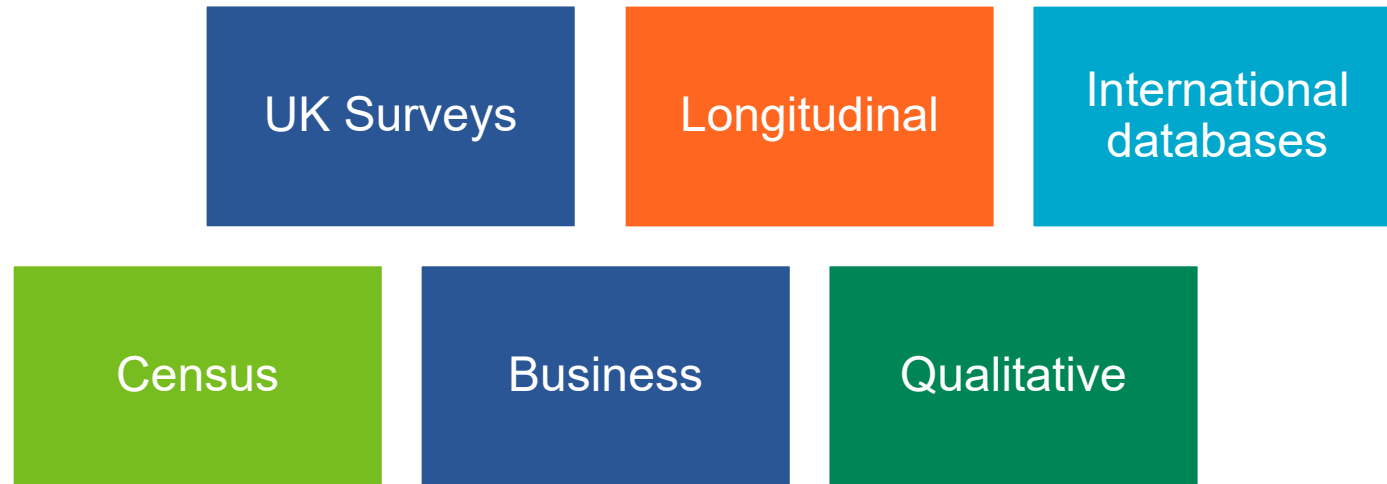 UK Surveys
Longitudinal
International
databases
Census
Business
Qualitative